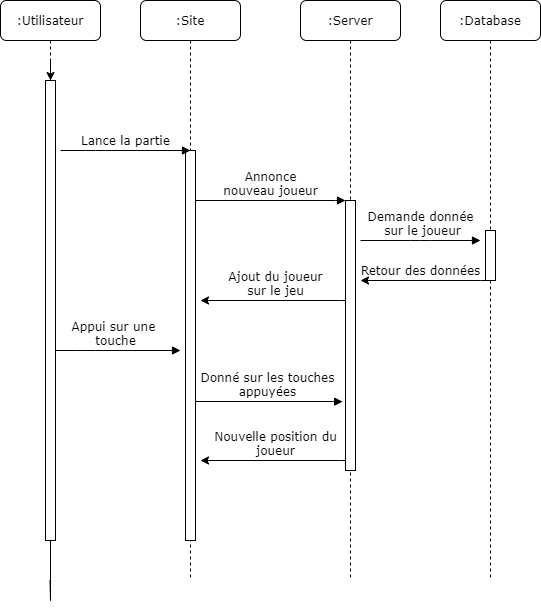 :Utilisateur
:Site
:Server
:Database
Lance la partie
Annonce
nouveau joueur
Demande donnée
sur le joueur
Retour des données
Ajout du joueur
sur le jeu
Appui sur une
touche
Donné sur les touches
appuyées
Nouvelle position du
joueur